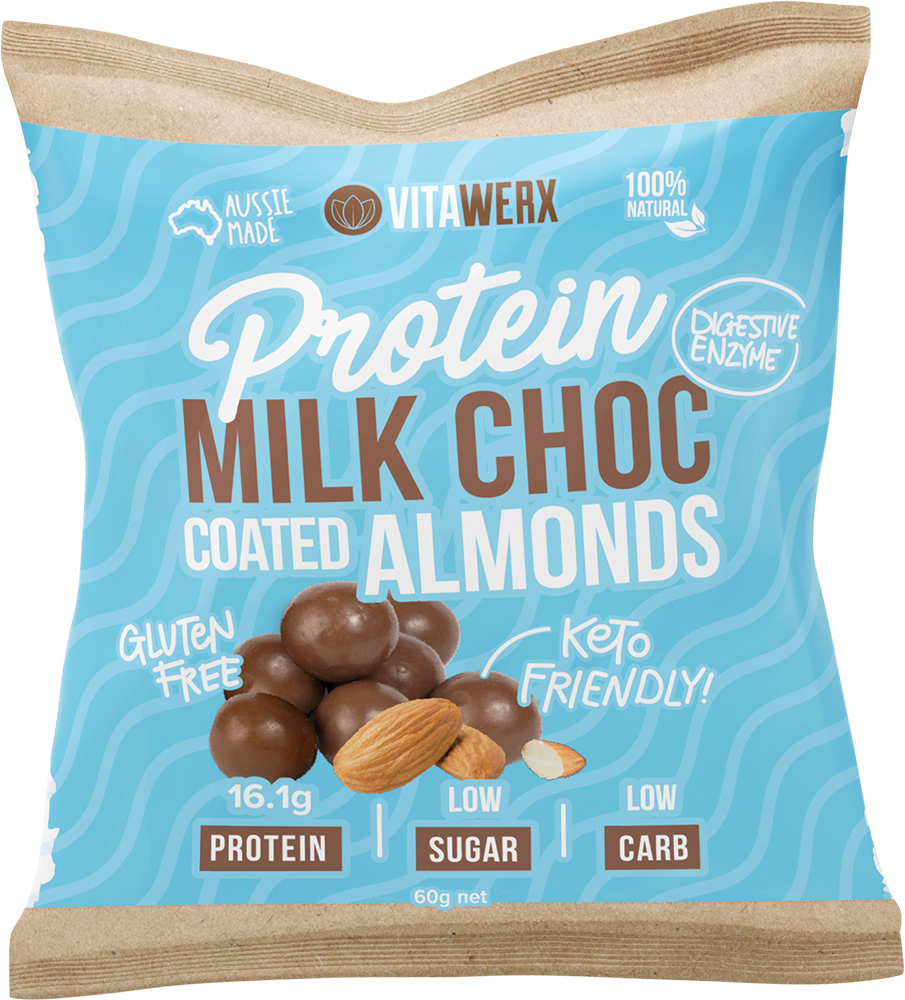 AUSSIE
MADE
VITAWERX
100%
NATURAL
Protein
DIGESTIVE
ENZYME
MILK CHOC
COATED ALMONDS
GLUTEN
FREE
KETO
FRIENDLY!
16.1g
PROTEIN
LOW
SUGAR
LOW
CARB
60g net